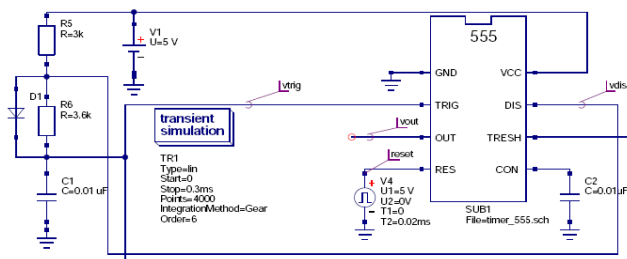 R5
R=3k
V1
U=5 V
555
GND
VCC
TRIG
DIS
OUT
TRESH
RES
CON
vtrig
vdis
vout
reset
D1
R6
R=3.6k
transient
simulation
TR1
Type=lin
Start=0
Stop=0.3ms
Points=4000
IntegrationMethod=Gear
Order=6
C1
C=0.01 uF
V4
U1=5 V
U2=0V
T1=0
T2=0.02ms
SUB1
File=timer_555.sch
C2
C=0.01uF